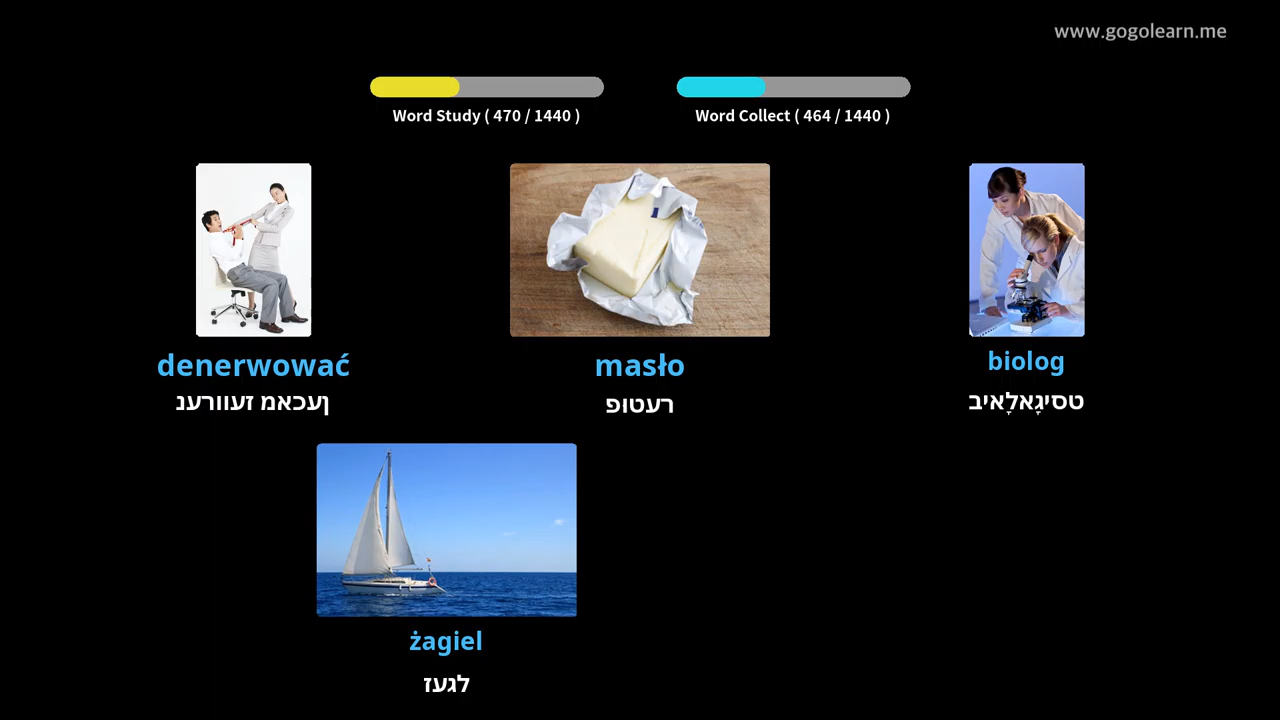 www.gogolearn.me
Word Study ( 470 / 1440 )
Word Collect ( 464 / 1440 )
denerwować
ןעכאמ זעוורענ
masło
רעטוּפ
biolog
טסיגָאלָאיב
żagiel
לגעז